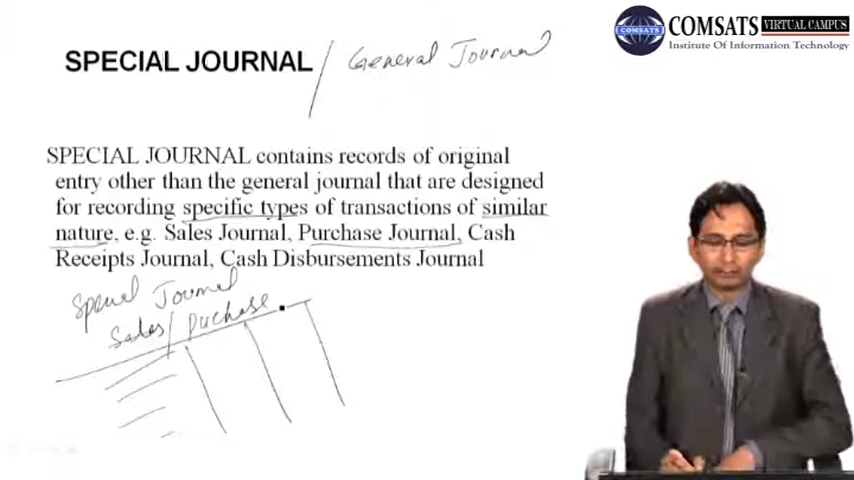 COMSATS VIRTUAL CAMPUS
COMSATS
Institute Of Information Technology
SPECIAL JOURNAL / General Journal
SPECIAL JOURNAL contains records of original
entry other than the general journal that are designed
for recording specific types of transactions of similar
nature, e.g. Sales Journal, Purchase Journal, Cash
Receipts Journal, Cash Disbursements Journal
Special Journal
Sales / Puchase